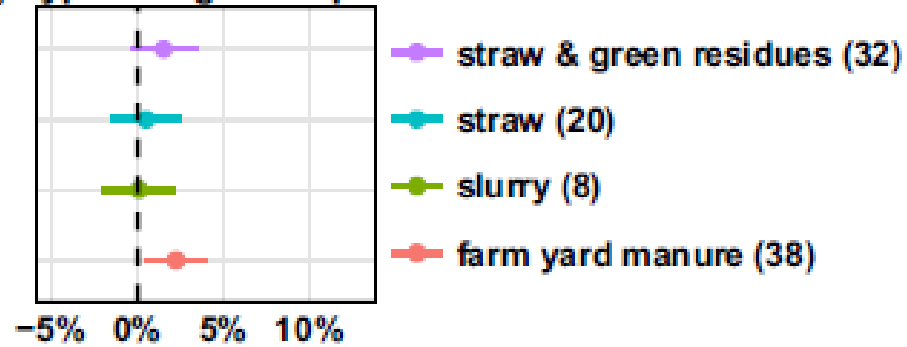 straw & green residues (32)
straw (20)
slurry (8)
farm yard manure (38)
−5% 0% 5% 10%